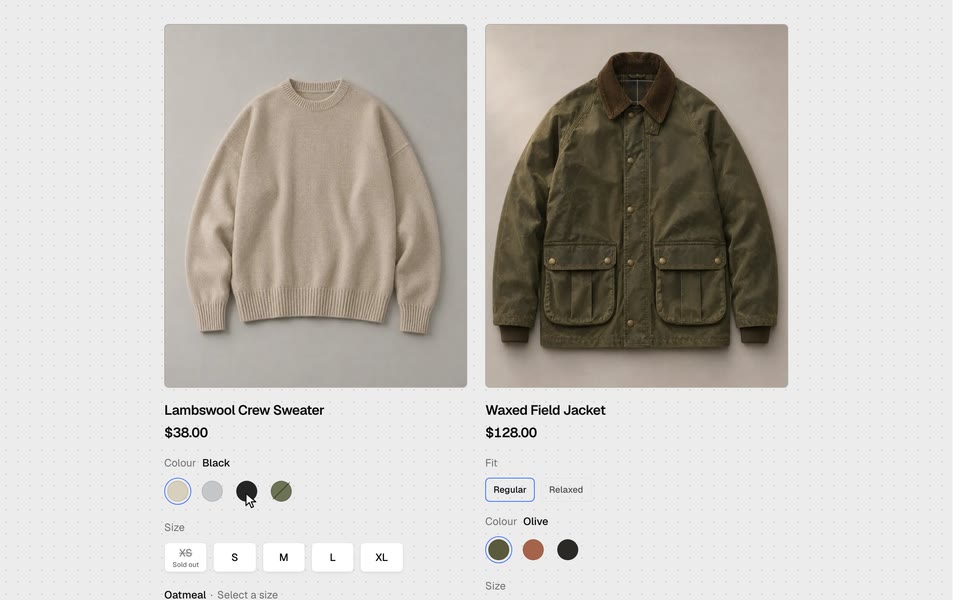 Lambswool Crew Sweater
$38.00
Colour Black
Size
XS
Sold out
S
M
L
XL
Oatmeal · Select a size
Waxed Field Jacket
$128.00
Fit
Regular
Relaxed
Colour Olive
Size